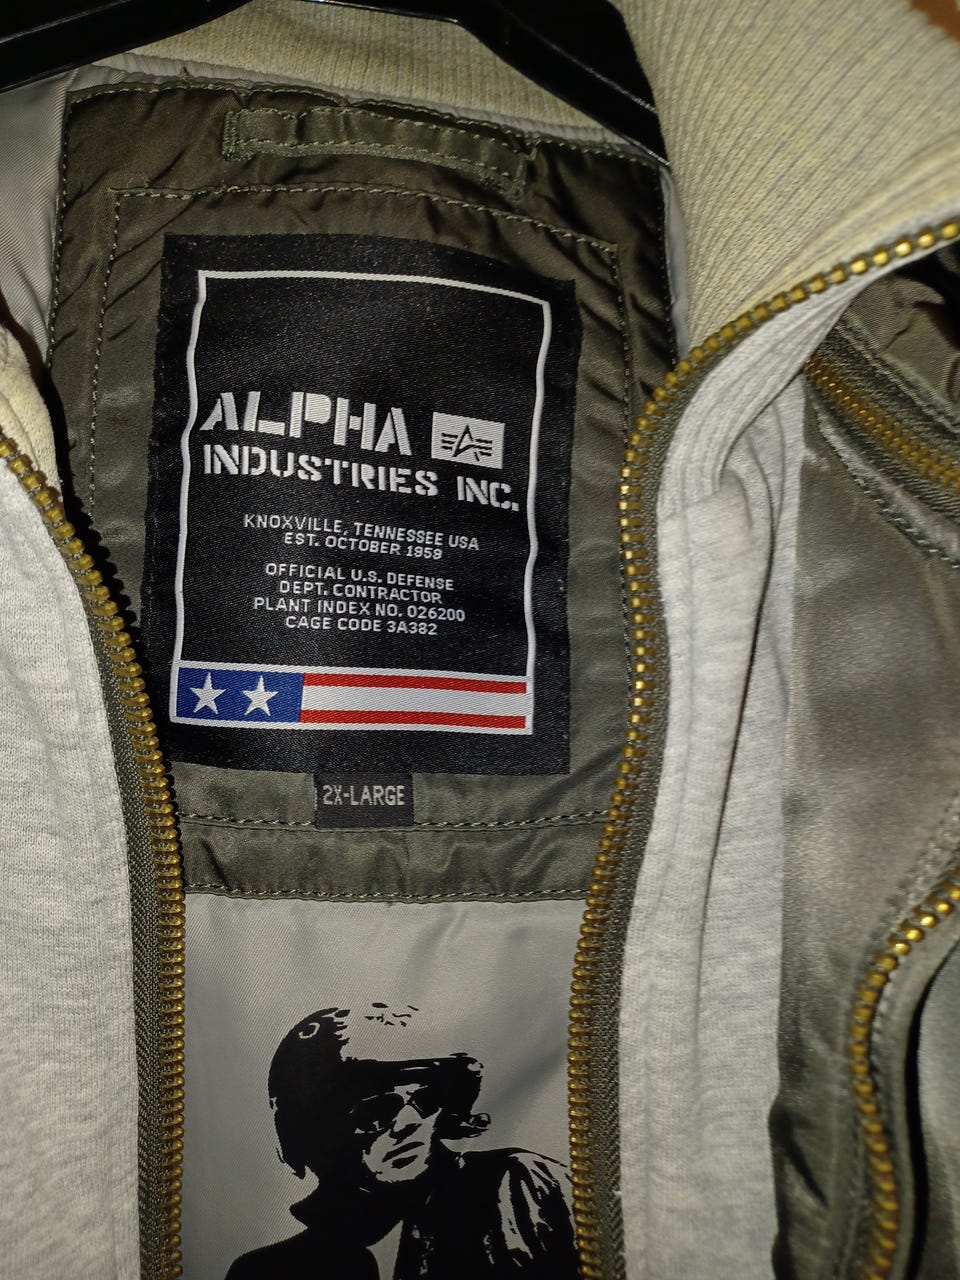 ALPHA
INDUSTRIES INC.
KNOXVILLE, TENNESSEE USA
EST. OCTOBER 1959
OFFICIAL U.S. DEFENSE
DEPT. CONTRACTOR
PLANT INDEX NO. 026200
CAGE CODE 3A382
2X-LARGE